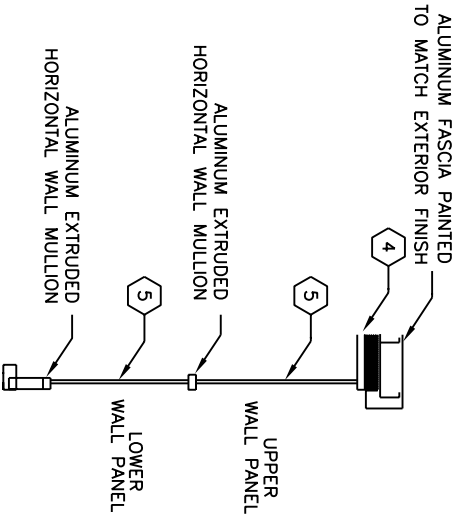 ALUMINUM FASCIA PAINTED
TO MATCH EXTERIOR FINISH
4
5
UPPER
WALL PANEL
ALUMINUM EXTRUDED
HORIZONTAL WALL MULLION
5
LOWER
WALL PANEL
ALUMINUM EXTRUDED
HORIZONTAL WALL MULLION